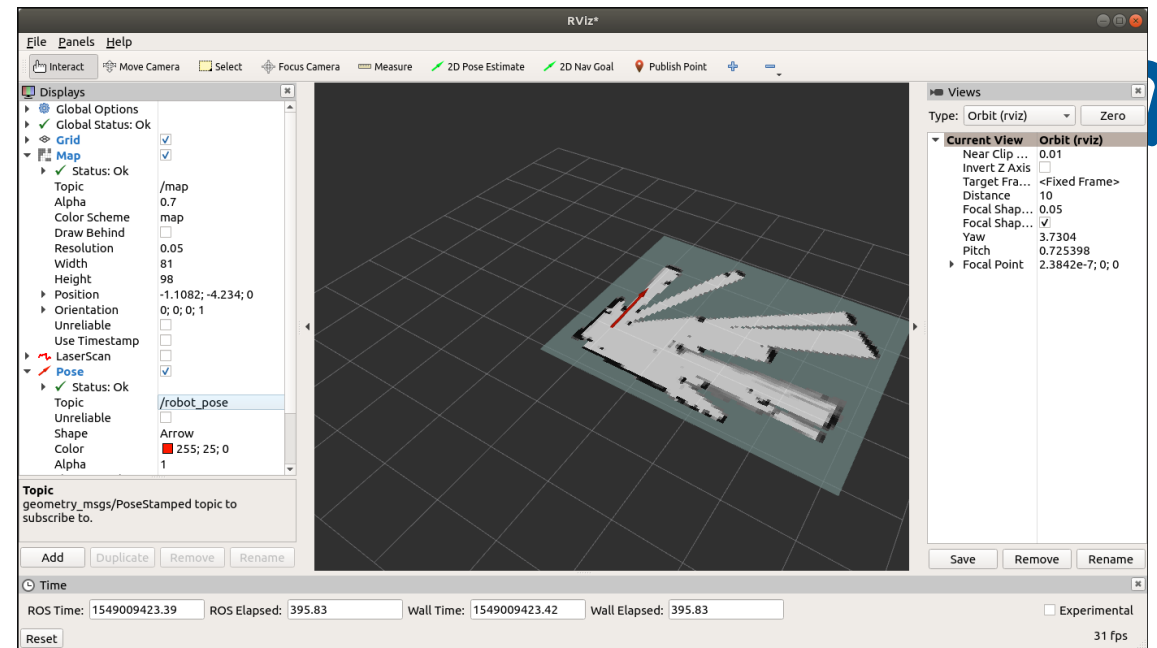 RViz*
File Panels Help
Interact Move Camera Select Focus Camera Measure 2D Pose Estimate 2D Nav Goal Publish Point
Displays
Global Options
Global Status: Ok
Grid
Map
Status: Ok
Topic /map
Alpha 0.7
Color Scheme map
Draw Behind
Resolution 0.05
Width 81
Height 98
Position -1.1082; -4.234; 0
Orientation 0; 0; 0; 1
Unreliable
Use Timestamp
LaserScan
Pose
Status: Ok
Topic /robot_pose
Unreliable
Shape Arrow
Color 255; 25; 0
Alpha 1
Topic
geometry_msgs/PoseStamped topic to
subscribe to.
Add Duplicate Remove Rename
Views
Type: Orbit (rviz) Zero
Current View Orbit (rviz)
Near Clip ... 0.01
Invert Z Axis
Target Fra... <Fixed Frame>
Distance 10
Focal Shap... 0.05
Focal Shap...
Yaw 3.7304
Pitch 0.725398
Focal Point 2.3842e-7; 0; 0
Save Remove Rename
Time
ROS Time: 1549009423.39 ROS Elapsed: 395.83 Wall Time: 1549009423.42 Wall Elapsed: 395.83 Experimental
Reset 31 fps